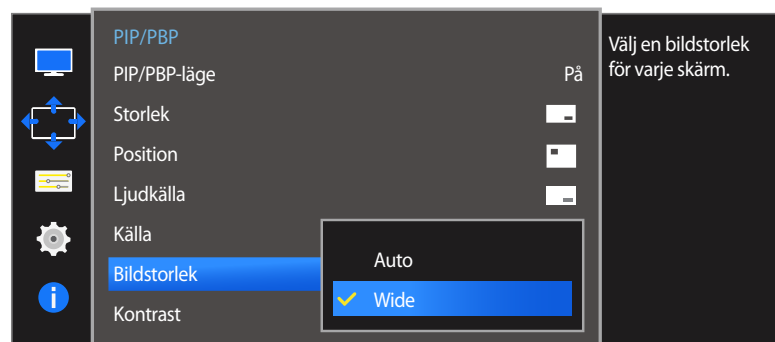 PIP/PBP
PIP/PBP-läge På
Storlek
Position
Ljudkälla
Källa
Bildstorlek
Kontrast
Auto
Wide
Välj en bildstorlek
för varje skärm.